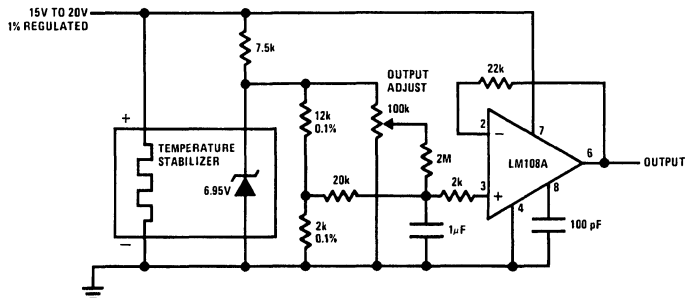 15V TO 20V
1% REGULATED
7.5k
OUTPUT
ADJUST
22k
+
TEMPERATURE
STABILIZER
12k
0.1%
100k
2
−
7
6.95V
2M
LM108A
6
OUTPUT
20k
2k
3
+
8
4
−
2k
0.1%
1μF
100 pF